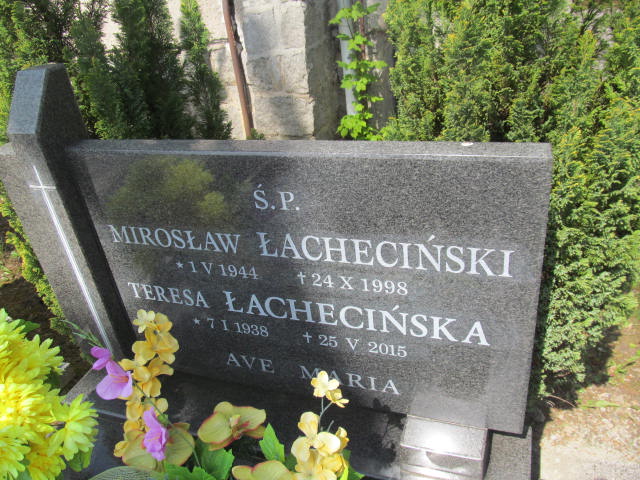 Ś.P.
MIROSŁAW ŁACHECIŃSKI
* 1 V 1944 † 24 X 1998
TERESA ŁACHECIŃSKA
* 7 I 1938 † 25 V 2015
AVE MARIA